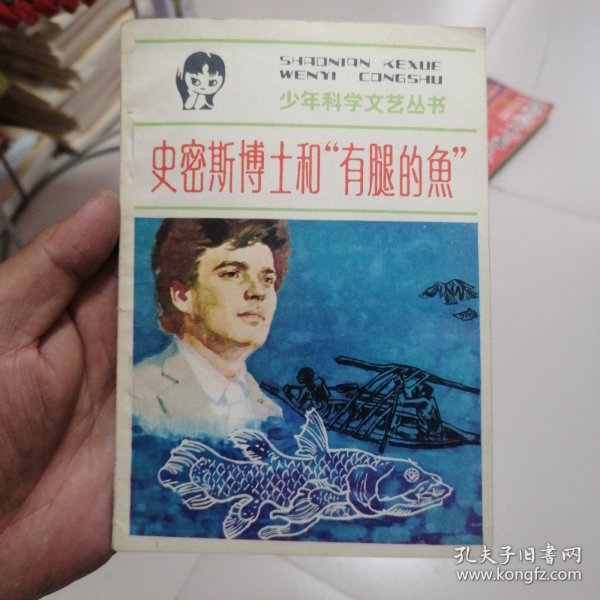 SHAONIAN KEXUE
WENYI CONGSHU
少年科学文艺丛书
史密斯博士和“有腿的魚”
孔夫子旧書网
www.kongfz.com